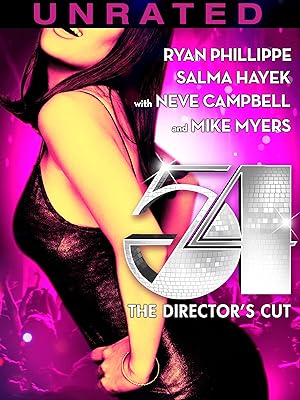 UNRATED
RYAN PHILLIPPE
SALMA HAYEK
with NEVE CAMPBELL
and MIKE MYERS
54
THE DIRECTOR'S CUT